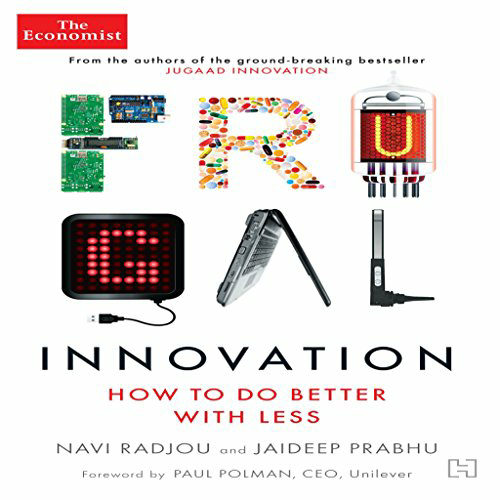 The
Economist
From the authors of the ground-breaking bestseller
JUGAAD INNOVATION
FRU
GAL
INNOVATION
HOW TO DO BETTER
WITH LESS
NAVI RADJOU and JAIDEEP PRABHU
Foreword by PAUL POLMAN, CEO, Unilever